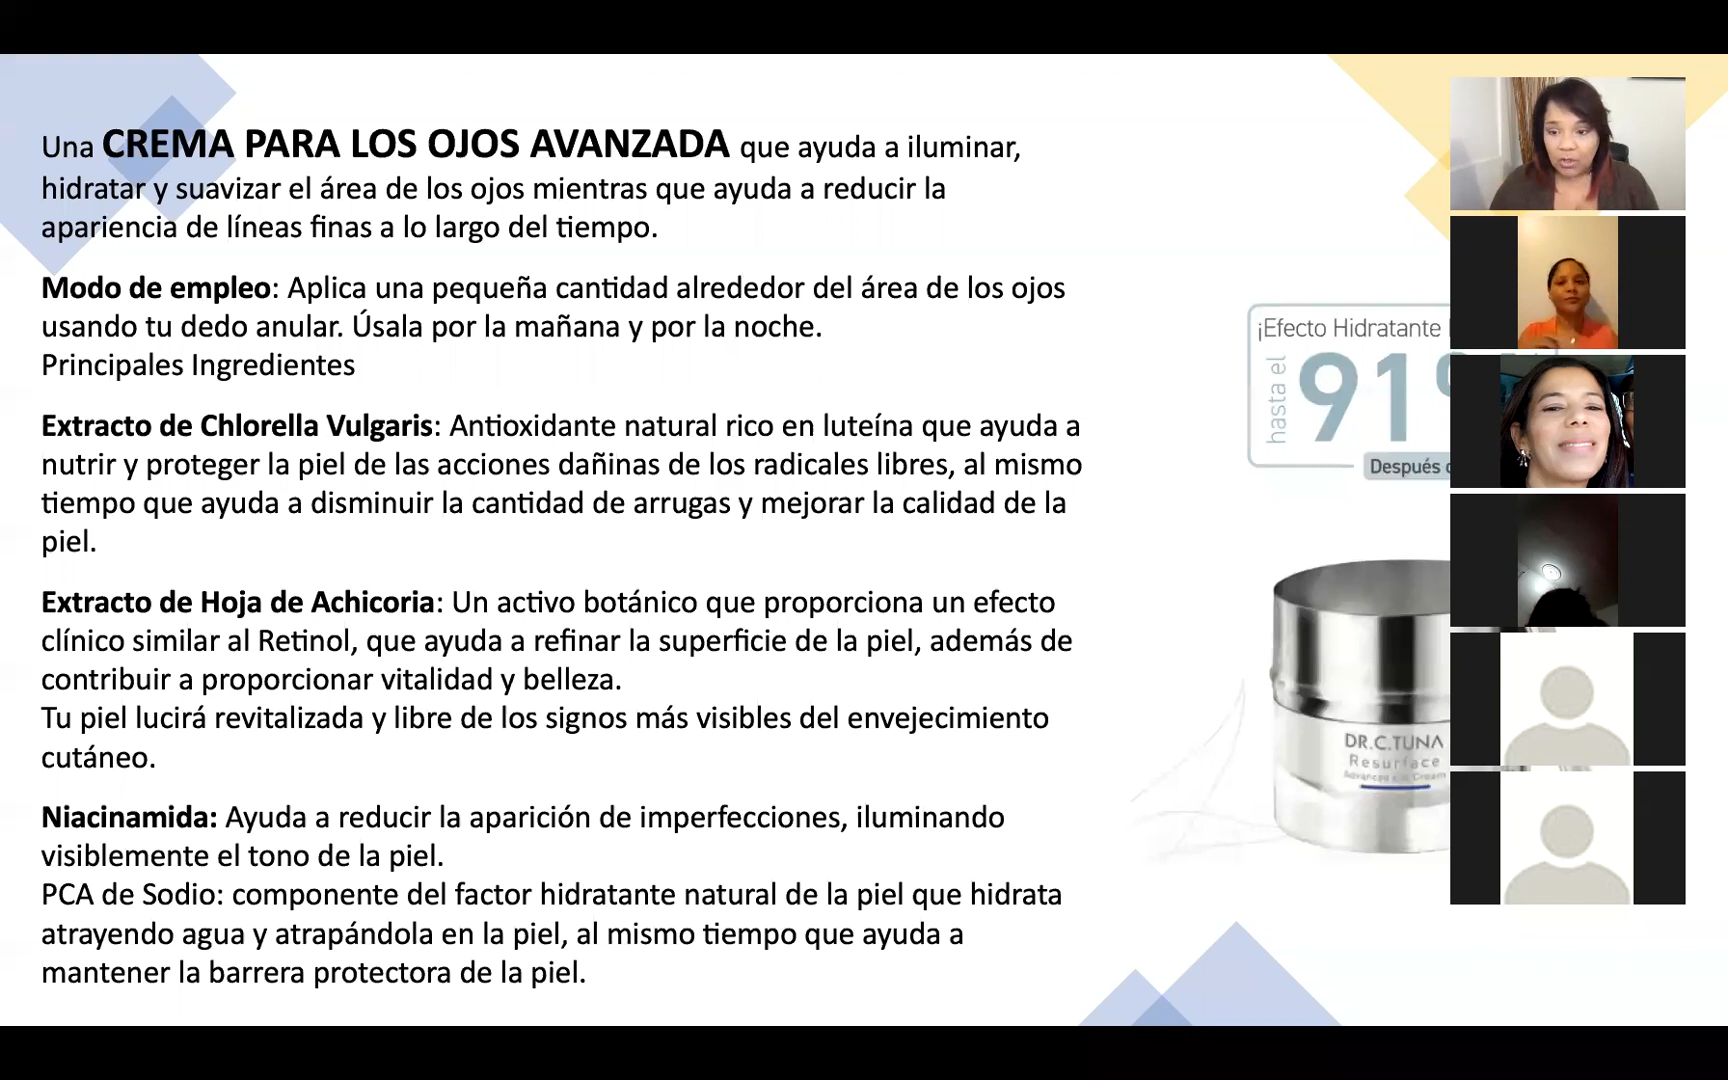 Una CREMA PARA LOS OJOS AVANZADA que ayuda a iluminar,
hidratar y suavizar el área de los ojos mientras que ayuda a reducir la
apariencia de líneas finas a lo largo del tiempo.
Modo de empleo: Aplica una pequeña cantidad alrededor del área de los ojos
usando tu dedo anular. Úsala por la mañana y por la noche.
Principales Ingredientes
Extracto de Chlorella Vulgaris: Antioxidante natural rico en luteína que ayuda a
nutrir y proteger la piel de las acciones dañinas de los radicales libres, al mismo
tiempo que ayuda a disminuir la cantidad de arrugas y mejorar la calidad de la
piel.
Extracto de Hoja de Achicoria: Un activo botánico que proporciona un efecto
clínico similar al Retinol, que ayuda a refinar la superficie de la piel, además de
contribuir a proporcionar vitalidad y belleza.
Tu piel lucirá revitalizada y libre de los signos más visibles del envejecimiento
cutáneo.
Niacinamida: Ayuda a reducir la aparición de imperfecciones, iluminando
visiblemente el tono de la piel.
PCA de Sodio: componente del factor hidratante natural de la piel que hidrata
atrayendo agua y atrapándola en la piel, al mismo tiempo que ayuda a
mantener la barrera protectora de la piel.
¡Efecto Hidratante
hasta el
91
Después
DR.C.TUNA
Resurface
Advanced Eye Cream